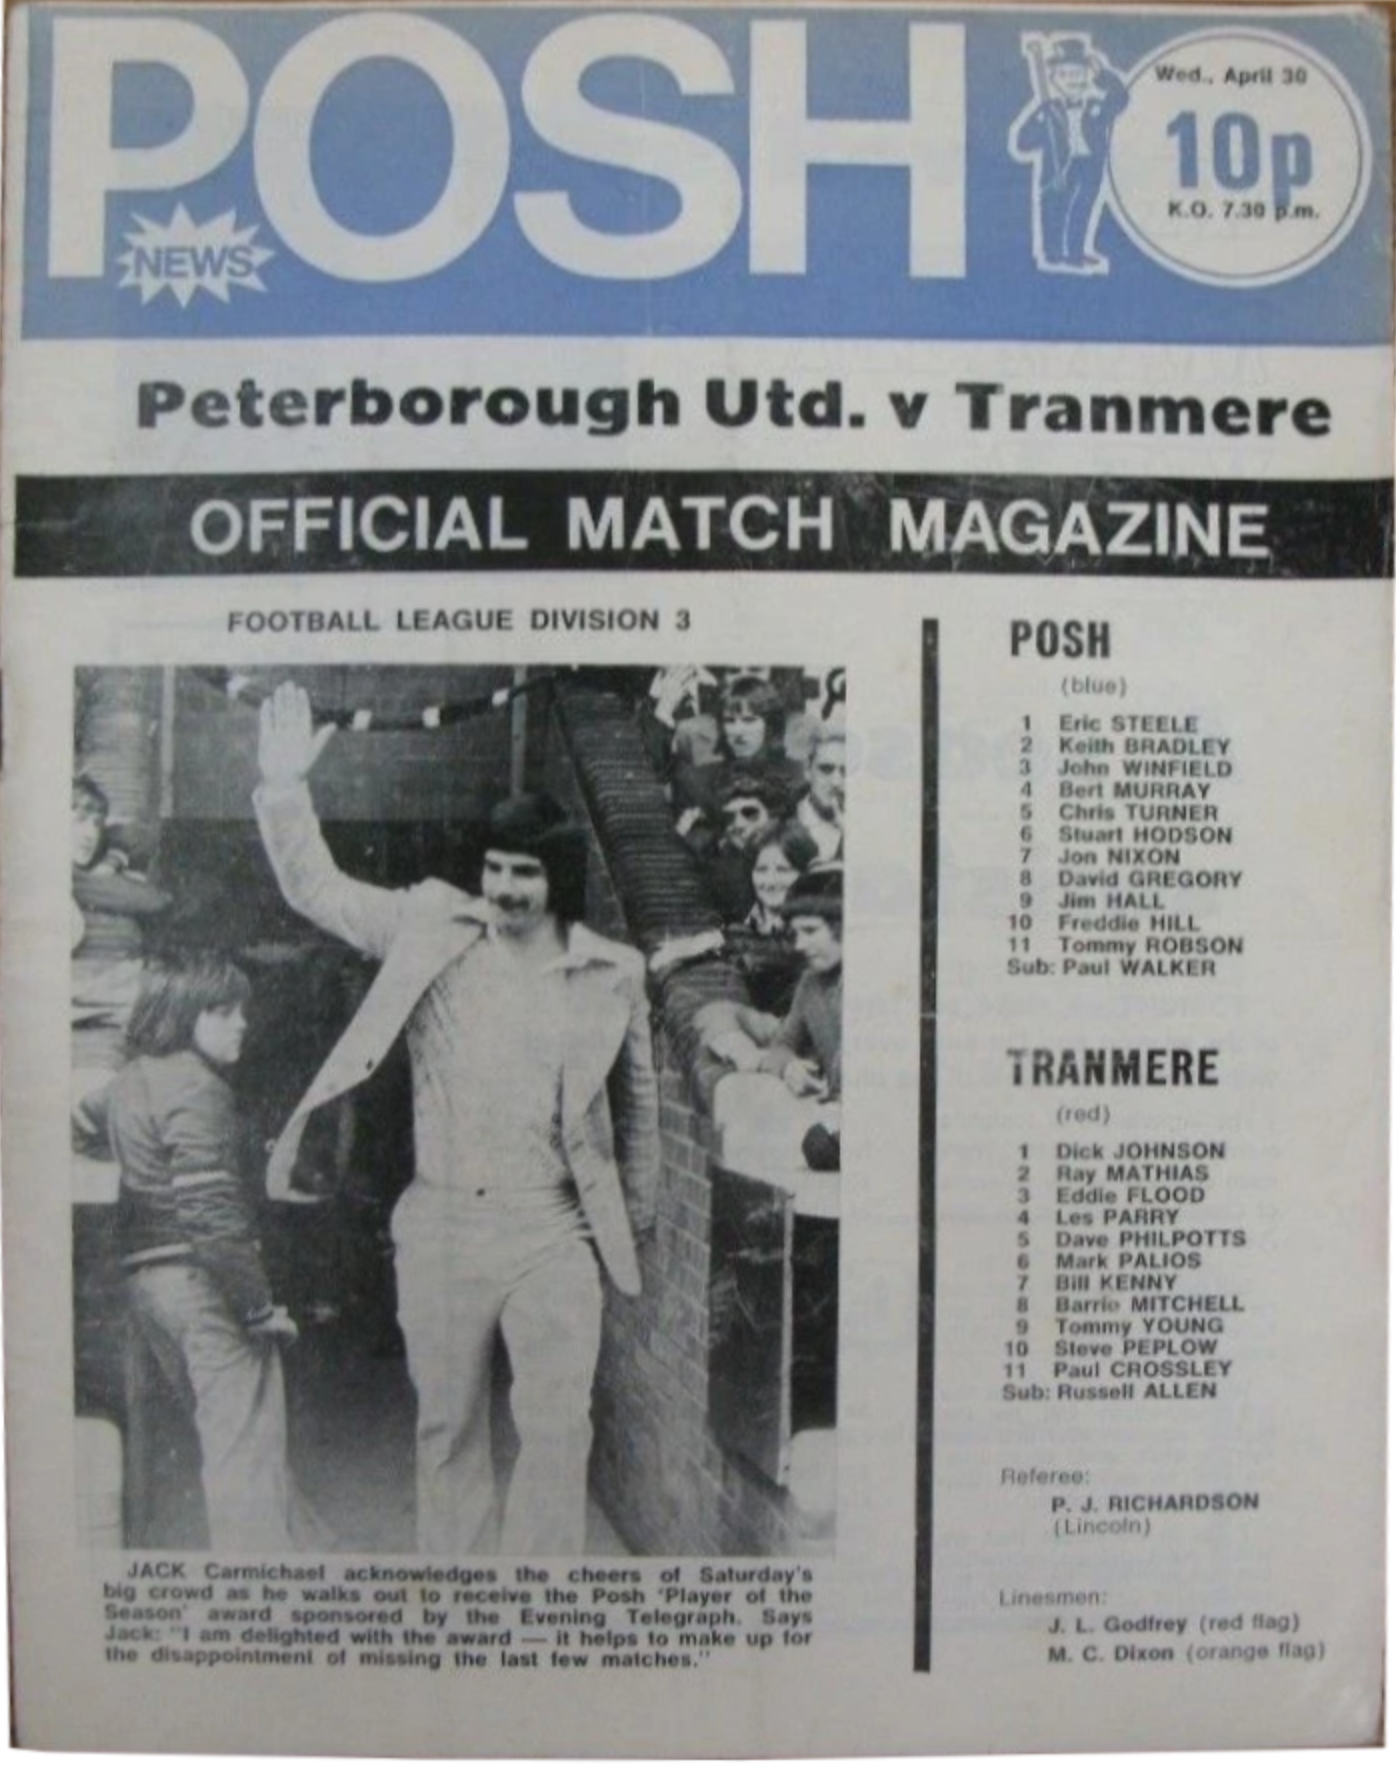 POSH
NEWS
Wed., April 30
10p
K.O. 7.30 p.m.
Peterborough Utd. v Tranmere
OFFICIAL MATCH MAGAZINE
FOOTBALL LEAGUE DIVISION 3
JACK Carmichael acknowledges the cheers of Saturday's
big crowd as he walks out to receive the Posh 'Player of the
Season' award sponsored by the Evening Telegraph. Says
Jack: "I am delighted with the award — it helps to make up for
the disappointment of missing the last few matches."
POSH
(blue)
1 Eric STEELE
2 Keith BRADLEY
3 John WINFIELD
4 Bert MURRAY
5 Chris TURNER
6 Stuart HODSON
7 Jon NIXON
8 David GREGORY
9 Jim HALL
10 Freddie HILL
11 Tommy ROBSON
Sub: Paul WALKER
TRANMERE
(red)
1 Dick JOHNSON
2 Ray MATHIAS
3 Eddie FLOOD
4 Les PARRY
5 Dave PHILPOTTS
6 Mark PALIOS
7 Bill KENNY
8 Barrie MITCHELL
9 Tommy YOUNG
10 Steve PEPLOW
11 Paul CROSSLEY
Sub: Russell ALLEN
Referee:
P. J. RICHARDSON
(Lincoln)
Linesmen:
J. L. Godfrey (red flag)
M. C. Dixon (orange flag)